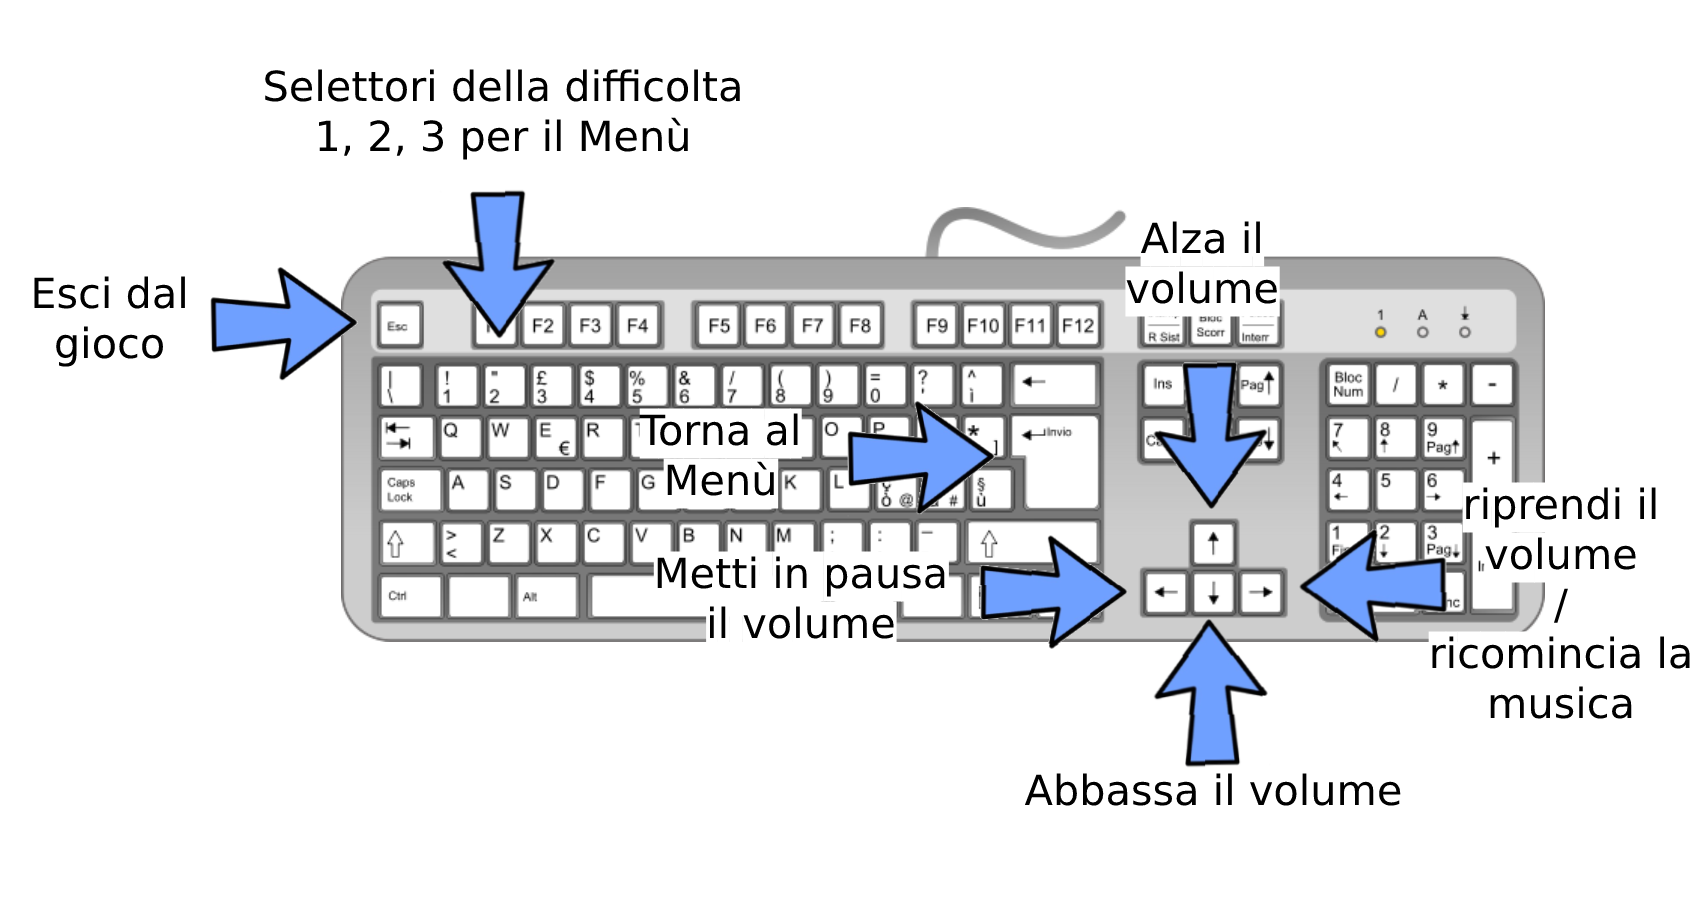 Selettori della difficolta
1, 2, 3 per il Menù
Esci dal
gioco
Alza il
volume
Esc
F2 F3 F4 F5 F6 F7 F8 F9 F10 F11 F12
R Sist
Bloc
Scorr
Interr
1 A
| \ ! 1 " 2 £ 3 $ 4 % 5 & 6 / 7 ( 8 ) 9 = 0 ? ' ^ ì
Ins
Pag
Bloc
Num
/ * -
Q W E € R O P * ] Invio
7 8 9 Pag
+
Torna al
Menù
Caps
Lock
A S D F G K L ò @ # § ù
4 5 6
> < Z X C V B N M ; : _
1 2 3 Pag
Ctrl
Alt
Metti in pausa
il volume
riprendi il
volume
/
ricomincia la
musica
Abbassa il volume